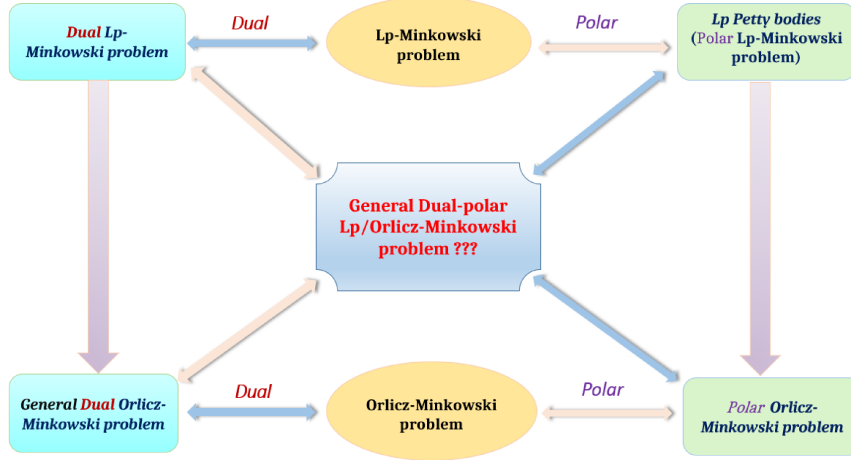 Dual Lp-
Minkowski problem
Dual
Lp-Minkowski
problem
Polar
Lp Petty bodies
(Polar Lp-Minkowski
problem)
General Dual-polar
Lp/Orlicz-Minkowski
problem ???
General Dual Orlicz-
Minkowski problem
Dual
Orlicz-Minkowski
problem
Polar
Polar Orlicz-
Minkowski problem